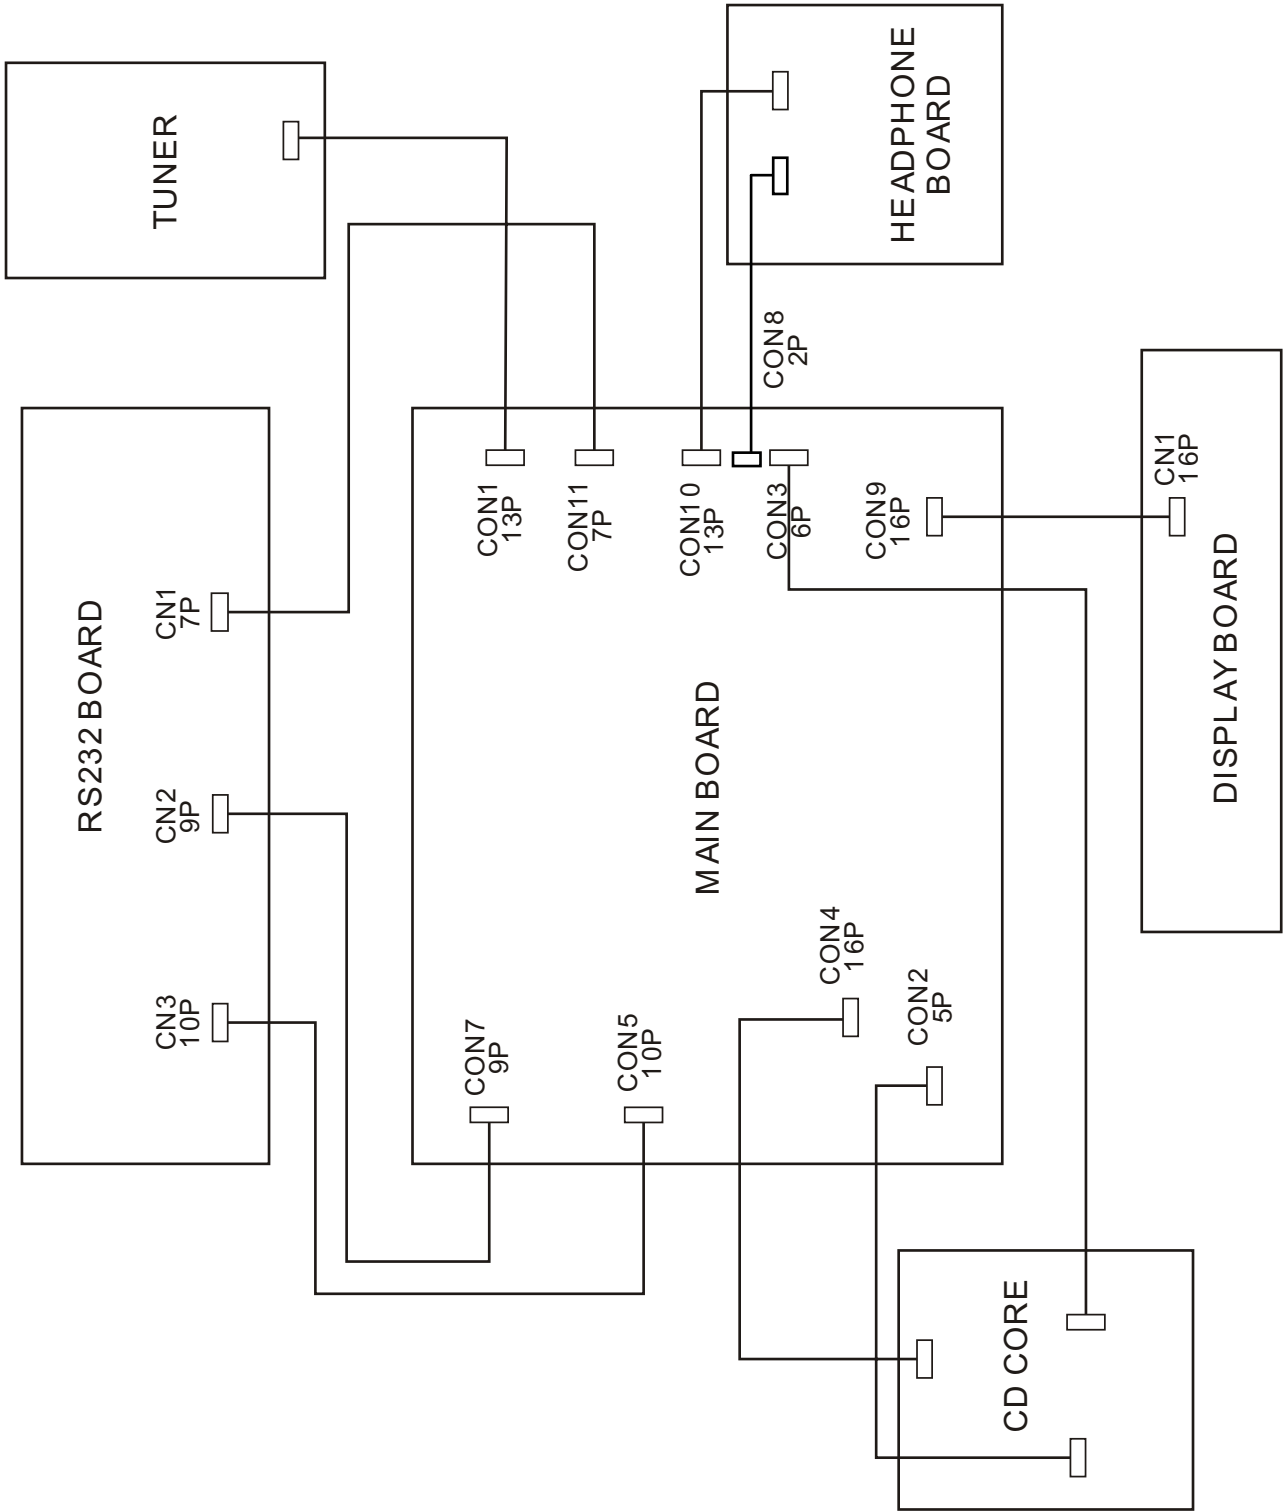 TUNER
HEADPHONE
BOARD
CON8
2P
RS232 BOARD
CN1
7P
CN2
9P
CN3
10P
MAIN BOARD
CON1
13P
CON11
7P
CON10
13P
CON3
6P
CON9
16P
CON7
9P
CON5
10P
CON4
16P
CON2
5P
CN1
16P
DISPLAY BOARD
CD CORE